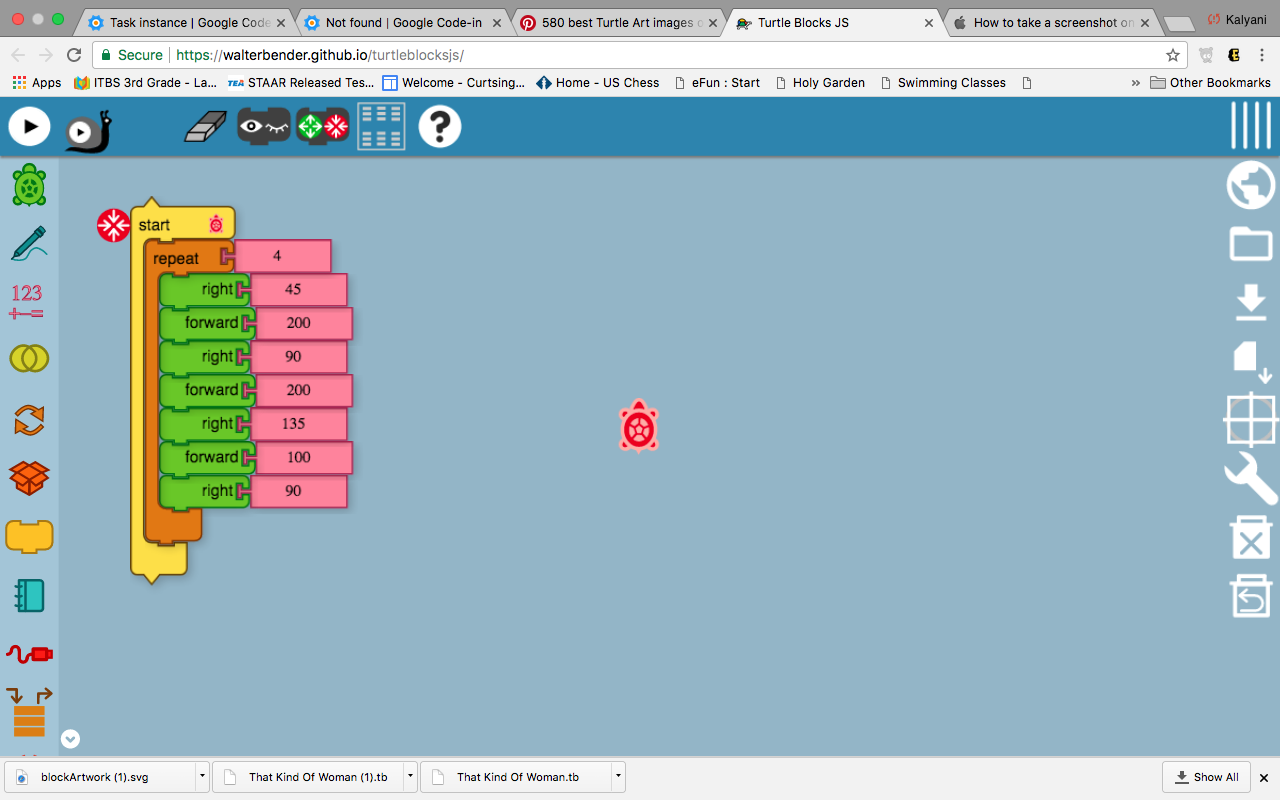 Task instance | Google Code
Not found | Google Code-in
580 best Turtle Art images o
Turtle Blocks JS
How to take a screenshot on
Kalyani
Secure https://walterbender.github.io/turtleblocksjs/
Apps ITBS 3rd Grade - La... TEA STAAR Released Tes... Welcome - Curtsing... Home - US Chess eFun : Start Holy Garden Swimming Classes » Other Bookmarks
?
start
repeat 4
right 45
forward 200
right 90
forward 200
right 135
forward 100
right 90
123
+−=
blockArtwork (1).svg
That Kind Of Woman (1).tb
That Kind Of Woman.tb
Show All